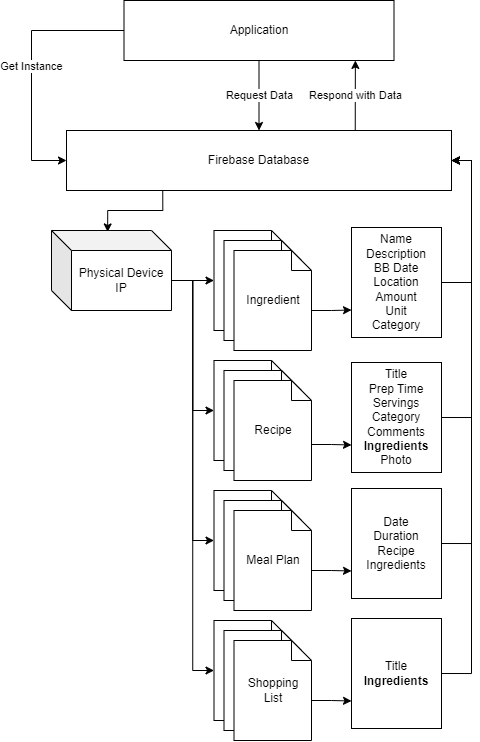 Application
Get Instance
Request Data
Respond with Data
Firebase Database
Physical Device
IP
Ingredient
Name
Description
BB Date
Location
Amount
Unit
Category
Recipe
Title
Prep Time
Servings
Category
Comments
Ingredients
Photo
Meal Plan
Date
Duration
Recipe
Ingredients
Shopping
List
Title
Ingredients